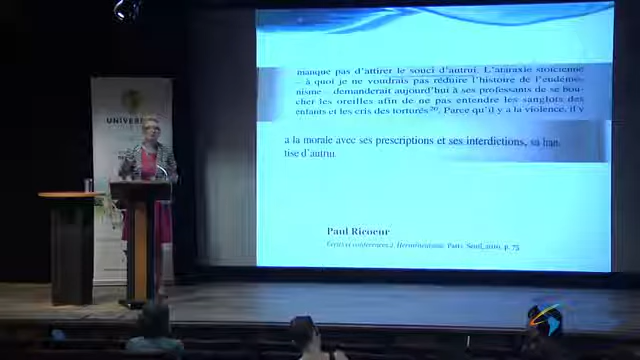 manque pas d'attirer le souci d'autrui. L'ataraxie stoïcienne
– à quoi je ne voudrais pas réduire l'histoire de l'eudémo-
nisme – demanderait aujourd'hui à ses professants de se bou-
cher les oreilles afin de ne pas entendre les sanglots des
enfants et les cris des torturés²⁰. Parce qu'il y a la violence, il y
a la morale avec ses prescriptions et ses interdictions, sa han-
tise d'autrui.
Paul Ricoeur
Écrits et conférences 2. Herméneutique. Paris, Seuil, 2010, p. 75